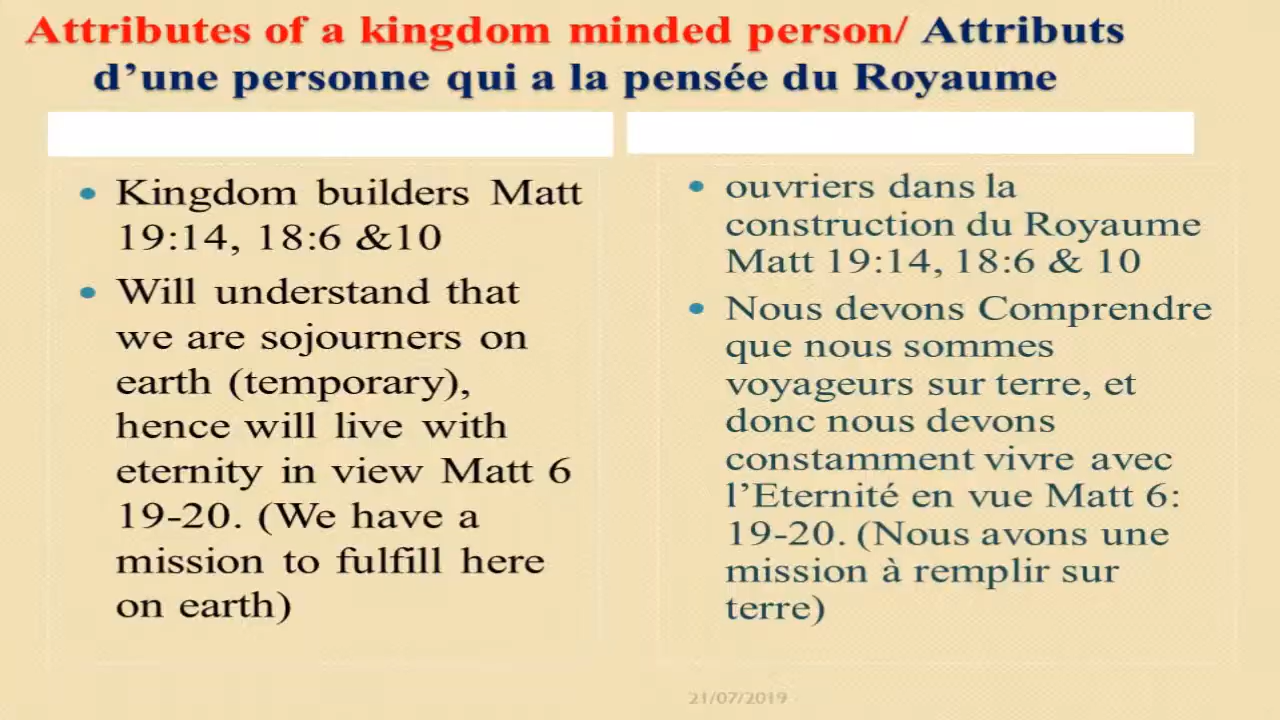 Attributes of a kingdom minded person/ Attributs
d’une personne qui a la pensée du Royaume
• Kingdom builders Matt
19:14, 18:6 &10
• Will understand that
we are sojourners on
earth (temporary),
hence will live with
eternity in view Matt 6
19-20. (We have a
mission to fulfill here
on earth)
• ouvriers dans la
construction du Royaume
Matt 19:14, 18:6 & 10
• Nous devons Comprendre
que nous sommes
voyageurs sur terre, et
donc nous devons
constamment vivre avec
l’Eternité en vue Matt 6:
19-20. (Nous avons une
mission à remplir sur
terre)
21/07/2019